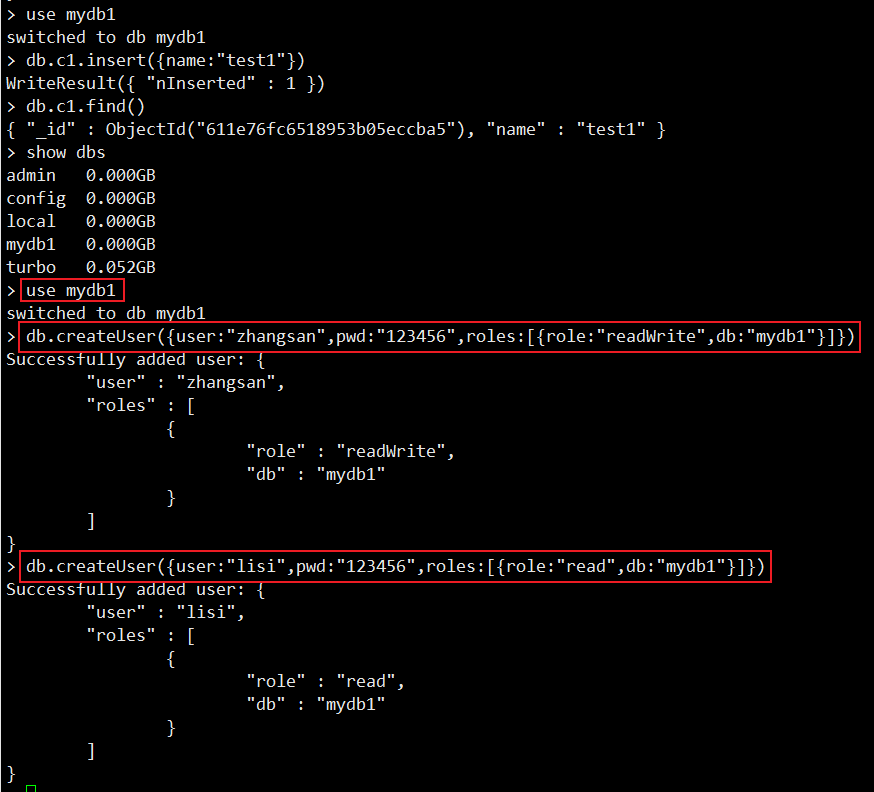 > use mydb1
switched to db mydb1
> db.c1.insert({name:"test1"})
WriteResult({ "nInserted" : 1 })
> db.c1.find()
{ "_id" : ObjectId("611e76fc6518953b05eccba5"), "name" : "test1" }
> show dbs
admin   0.000GB
config  0.000GB
local   0.000GB
mydb1   0.000GB
turbo   0.052GB
> use mydb1
switched to db mydb1
> db.createUser({user:"zhangsan",pwd:"123456",roles:[{role:"readWrite",db:"mydb1"}]})
Successfully added user: {
        "user" : "zhangsan",
        "roles" : [
                {
                        "role" : "readWrite",
                        "db" : "mydb1"
                }
        ]
}
> db.createUser({user:"lisi",pwd:"123456",roles:[{role:"read",db:"mydb1"}]})
Successfully added user: {
        "user" : "lisi",
        "roles" : [
                {
                        "role" : "read",
                        "db" : "mydb1"
                }
        ]
}